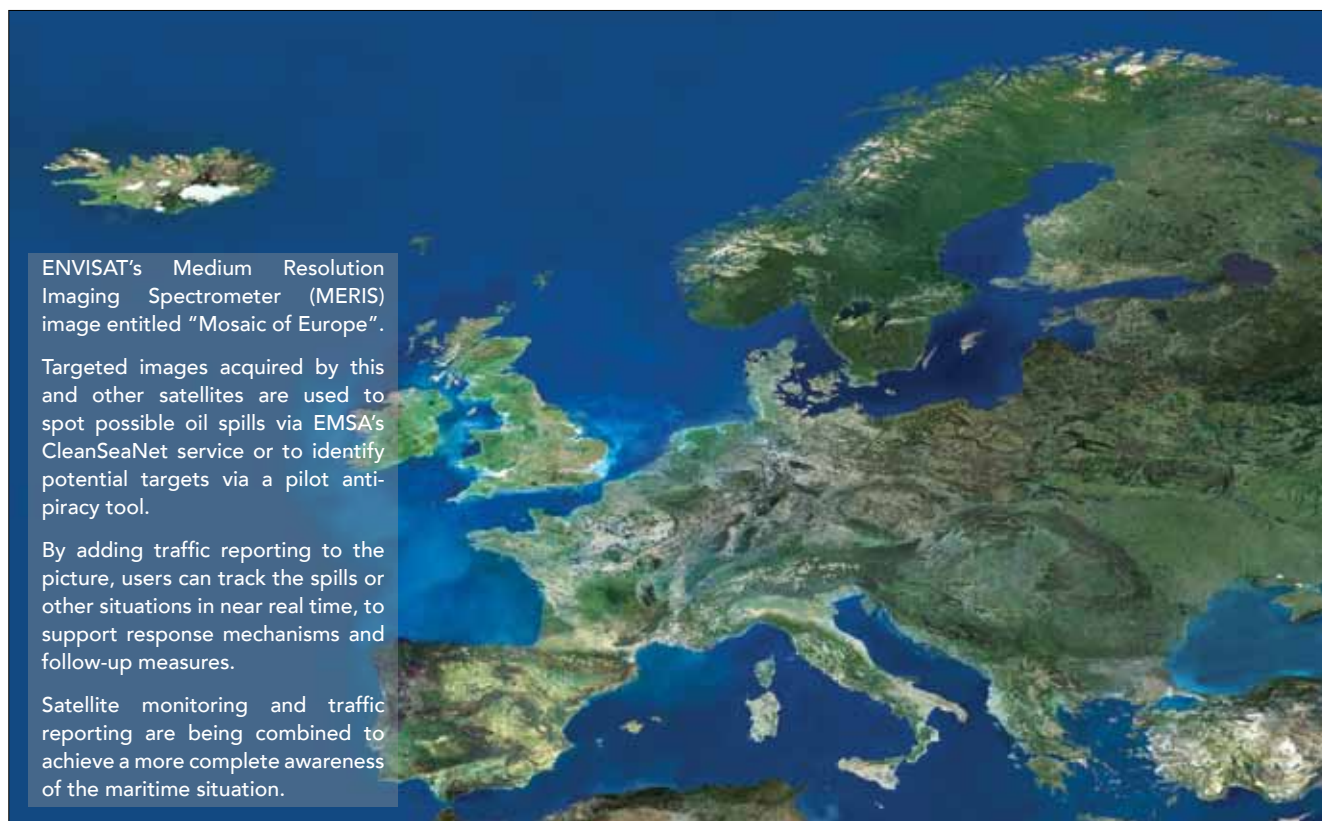 ENVISAT's Medium Resolution
Imaging Spectrometer (MERIS)
image entitled "Mosaic of Europe".
Targeted images acquired by this
and other satellites are used to
spot possible oil spills via EMSA's
CleanSeaNet service or to identify
potential targets via a pilot anti-
piracy tool.
By adding traffic reporting to the
picture, users can track the spills or
other situations in near real time, to
support response mechanisms and
follow-up measures.
Satellite monitoring and traffic
reporting are being combined to
achieve a more complete awareness
of the maritime situation.